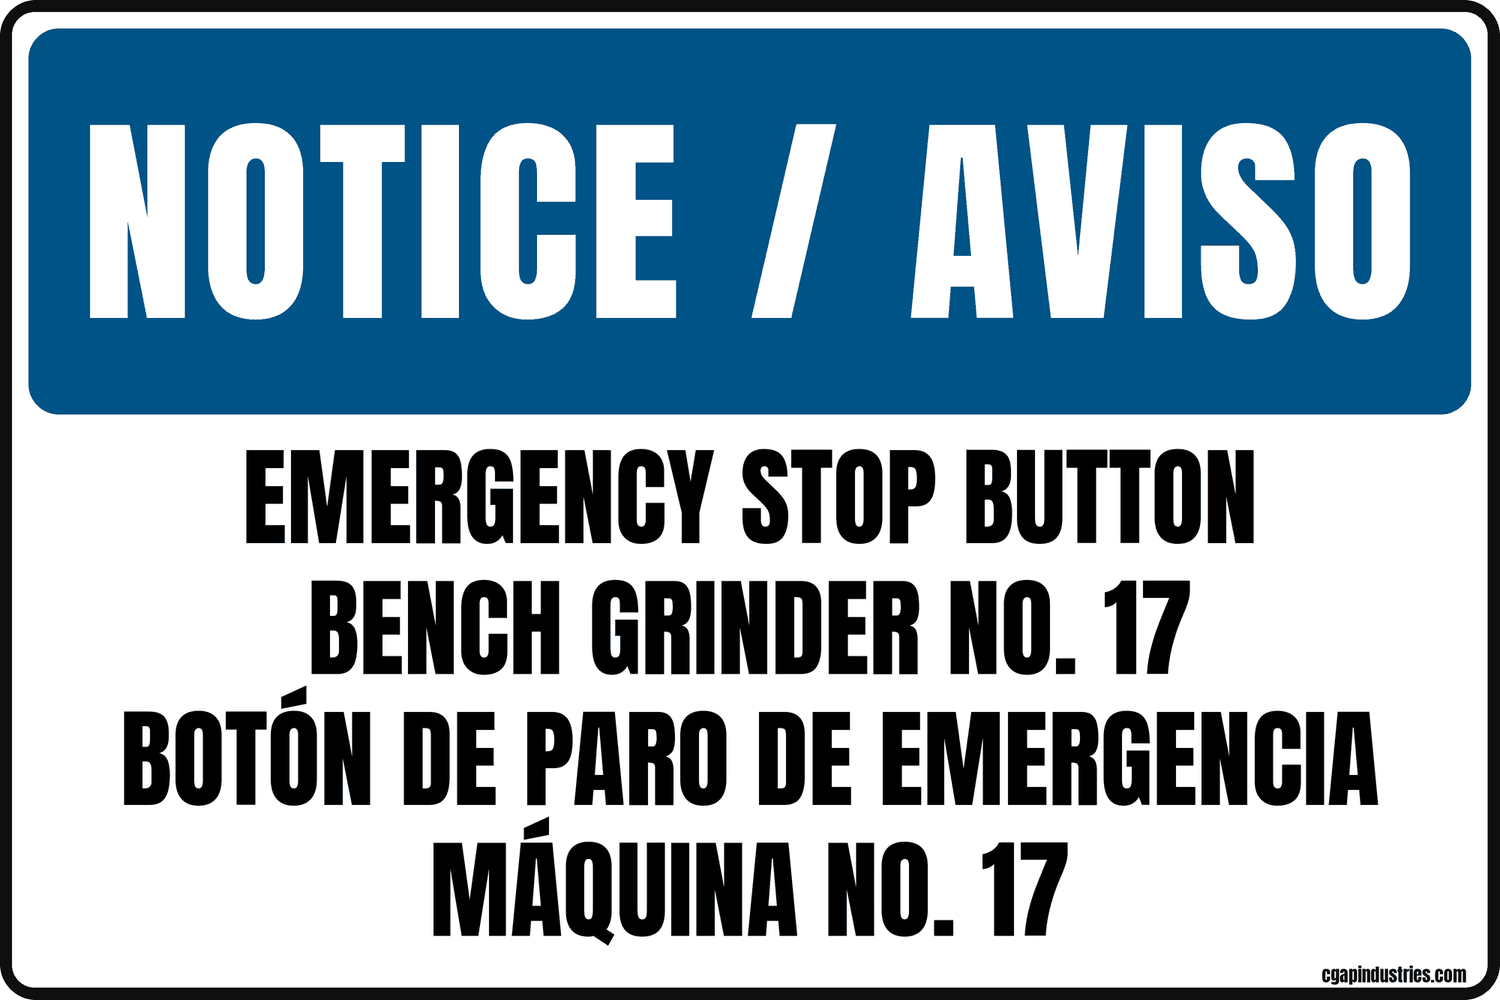 NOTICE / AVISO
EMERGENCY STOP BUTTON
BENCH GRINDER NO. 17
BOTÓN DE PARO DE EMERGENCIA
MÁQUINA NO. 17
cgapindustries.com